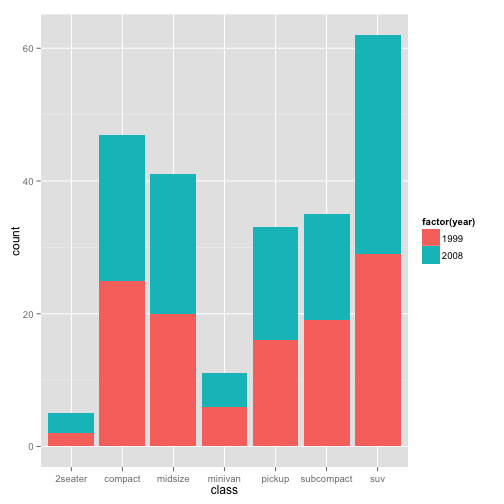 60
40
20
0
count
2seater compact midsize minivan pickup subcompact suv
class
factor(year)
1999
2008